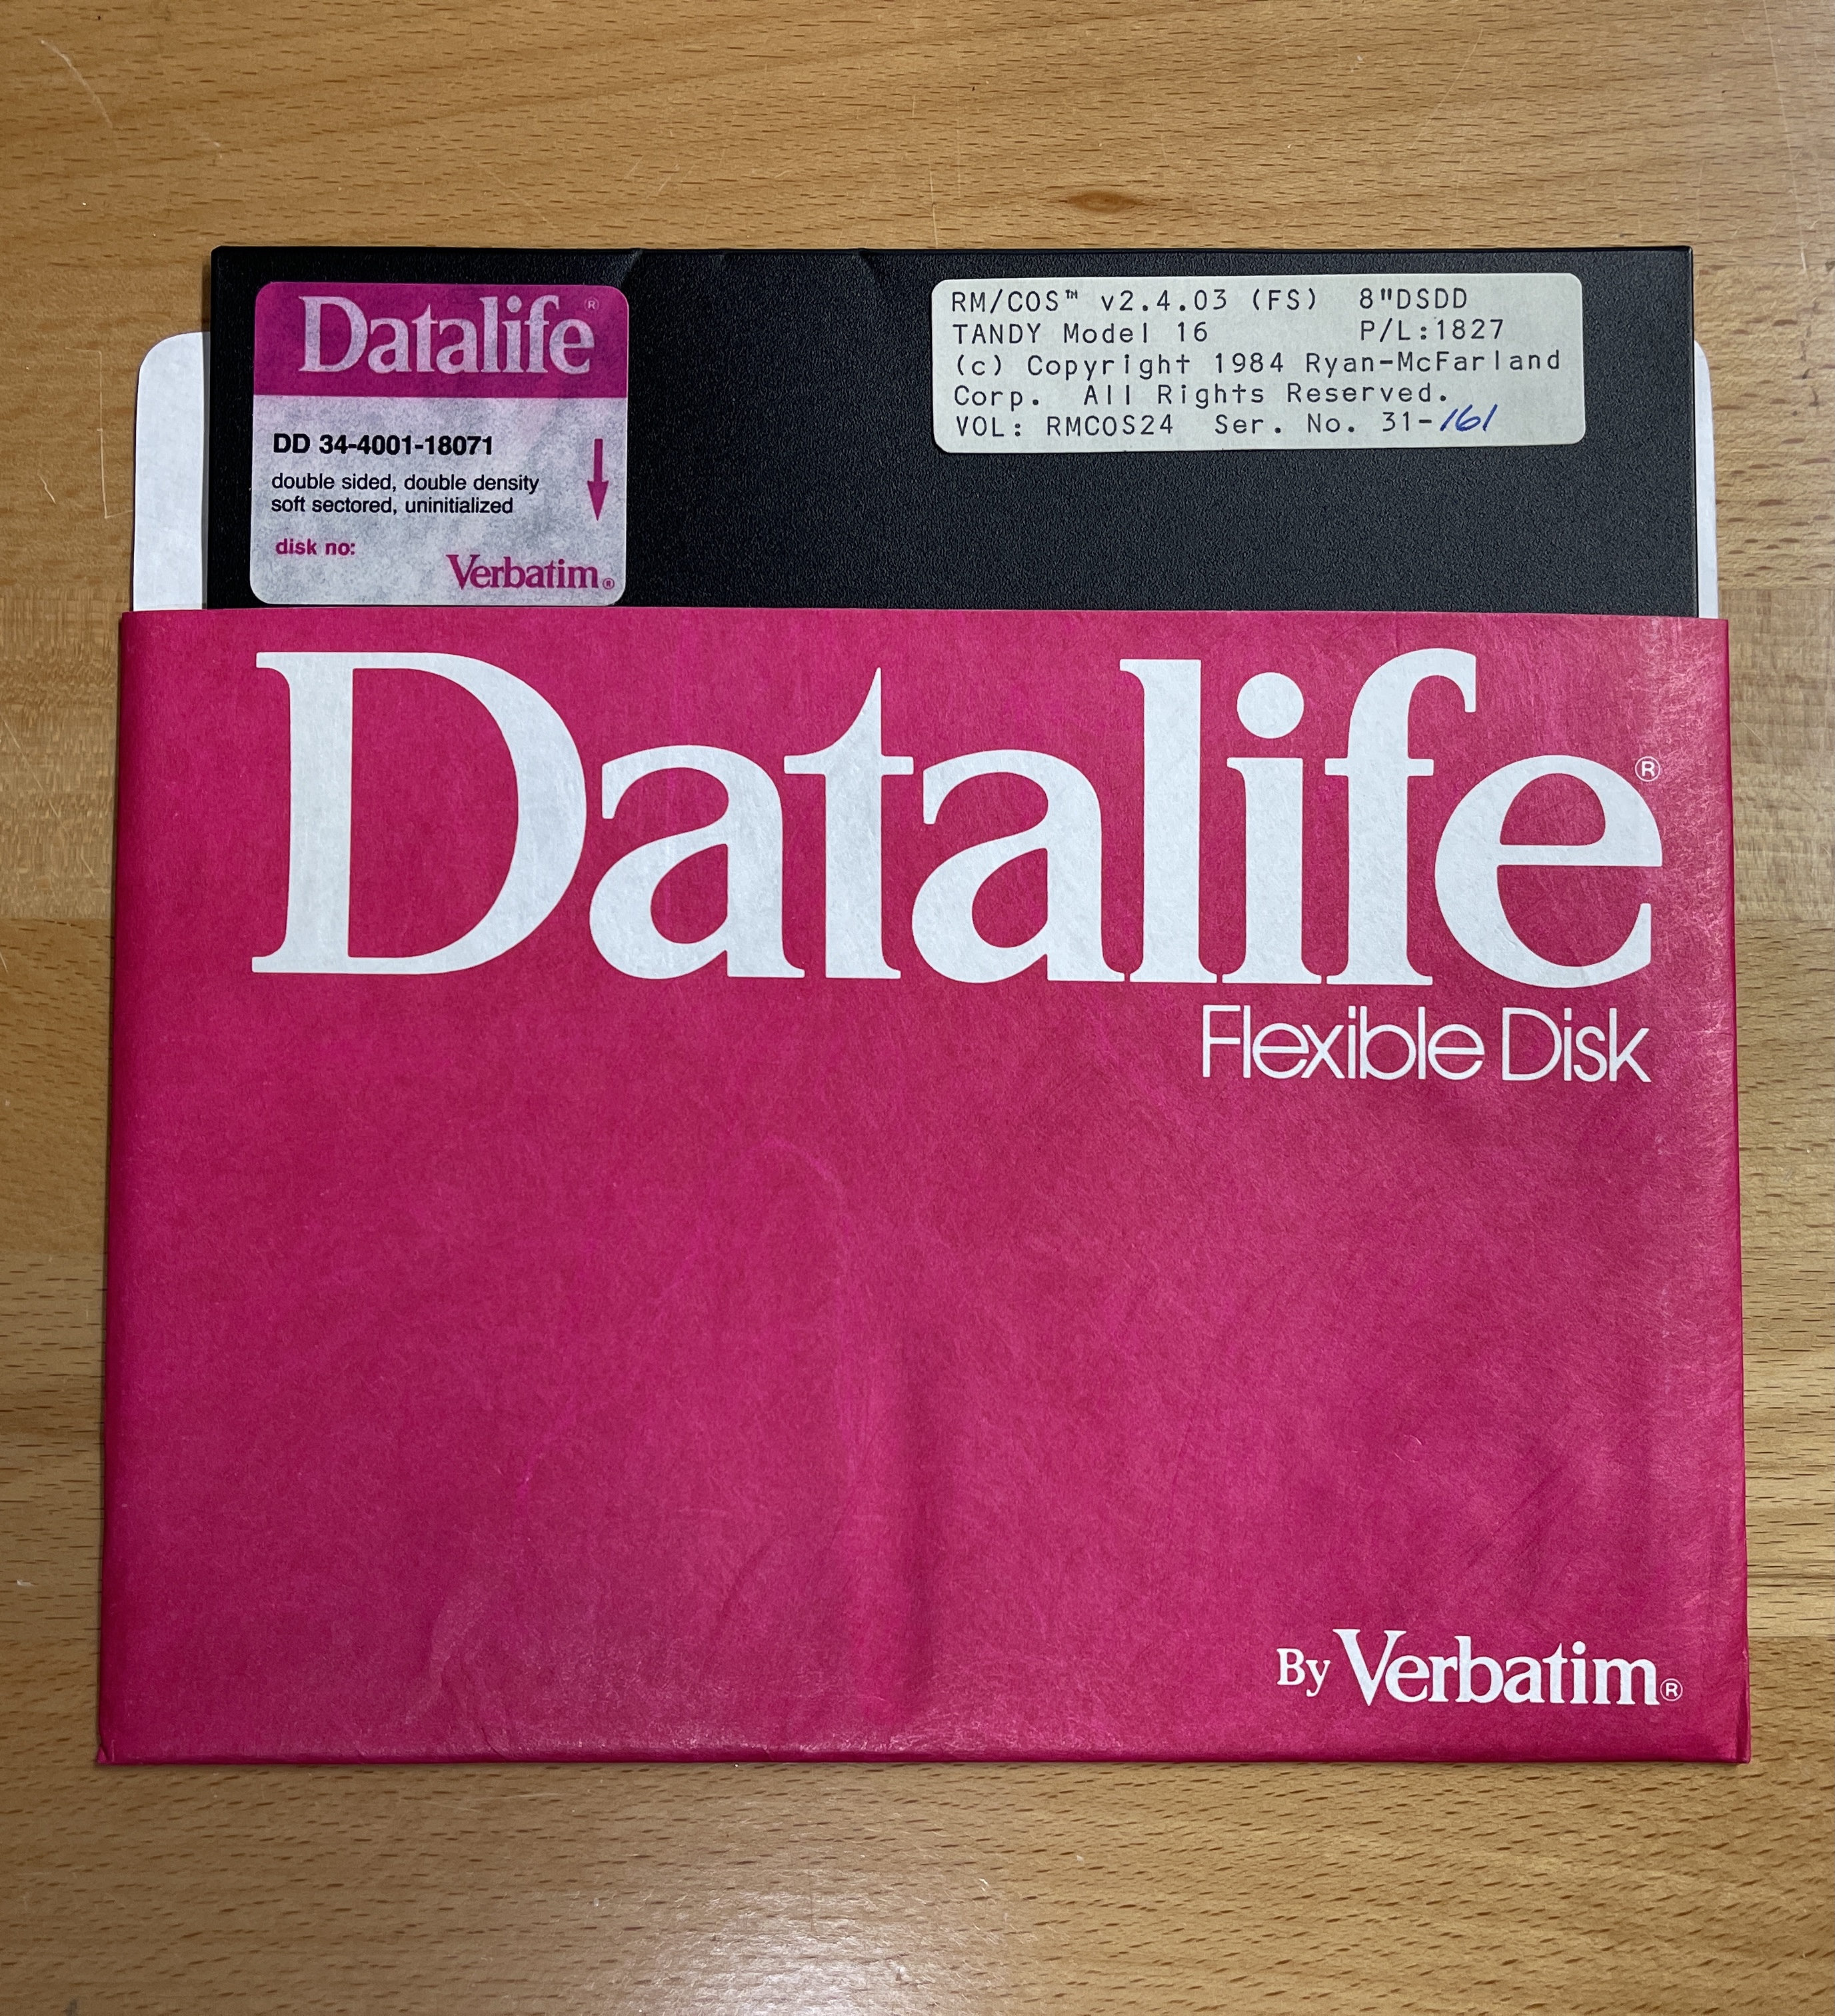 Datalife®
DD 34-4001-18071
double sided, double density
soft sectored, uninitialized
disk no:
Verbatim®
RM/COS™ v2.4.03 (FS) 8"DSDD
TANDY Model 16 P/L:1827
(c) Copyright 1984 Ryan-McFarland
Corp. All Rights Reserved.
VOL: RMCOS24 Ser. No. 31-161
Datalife®
Flexible Disk
By Verbatim®